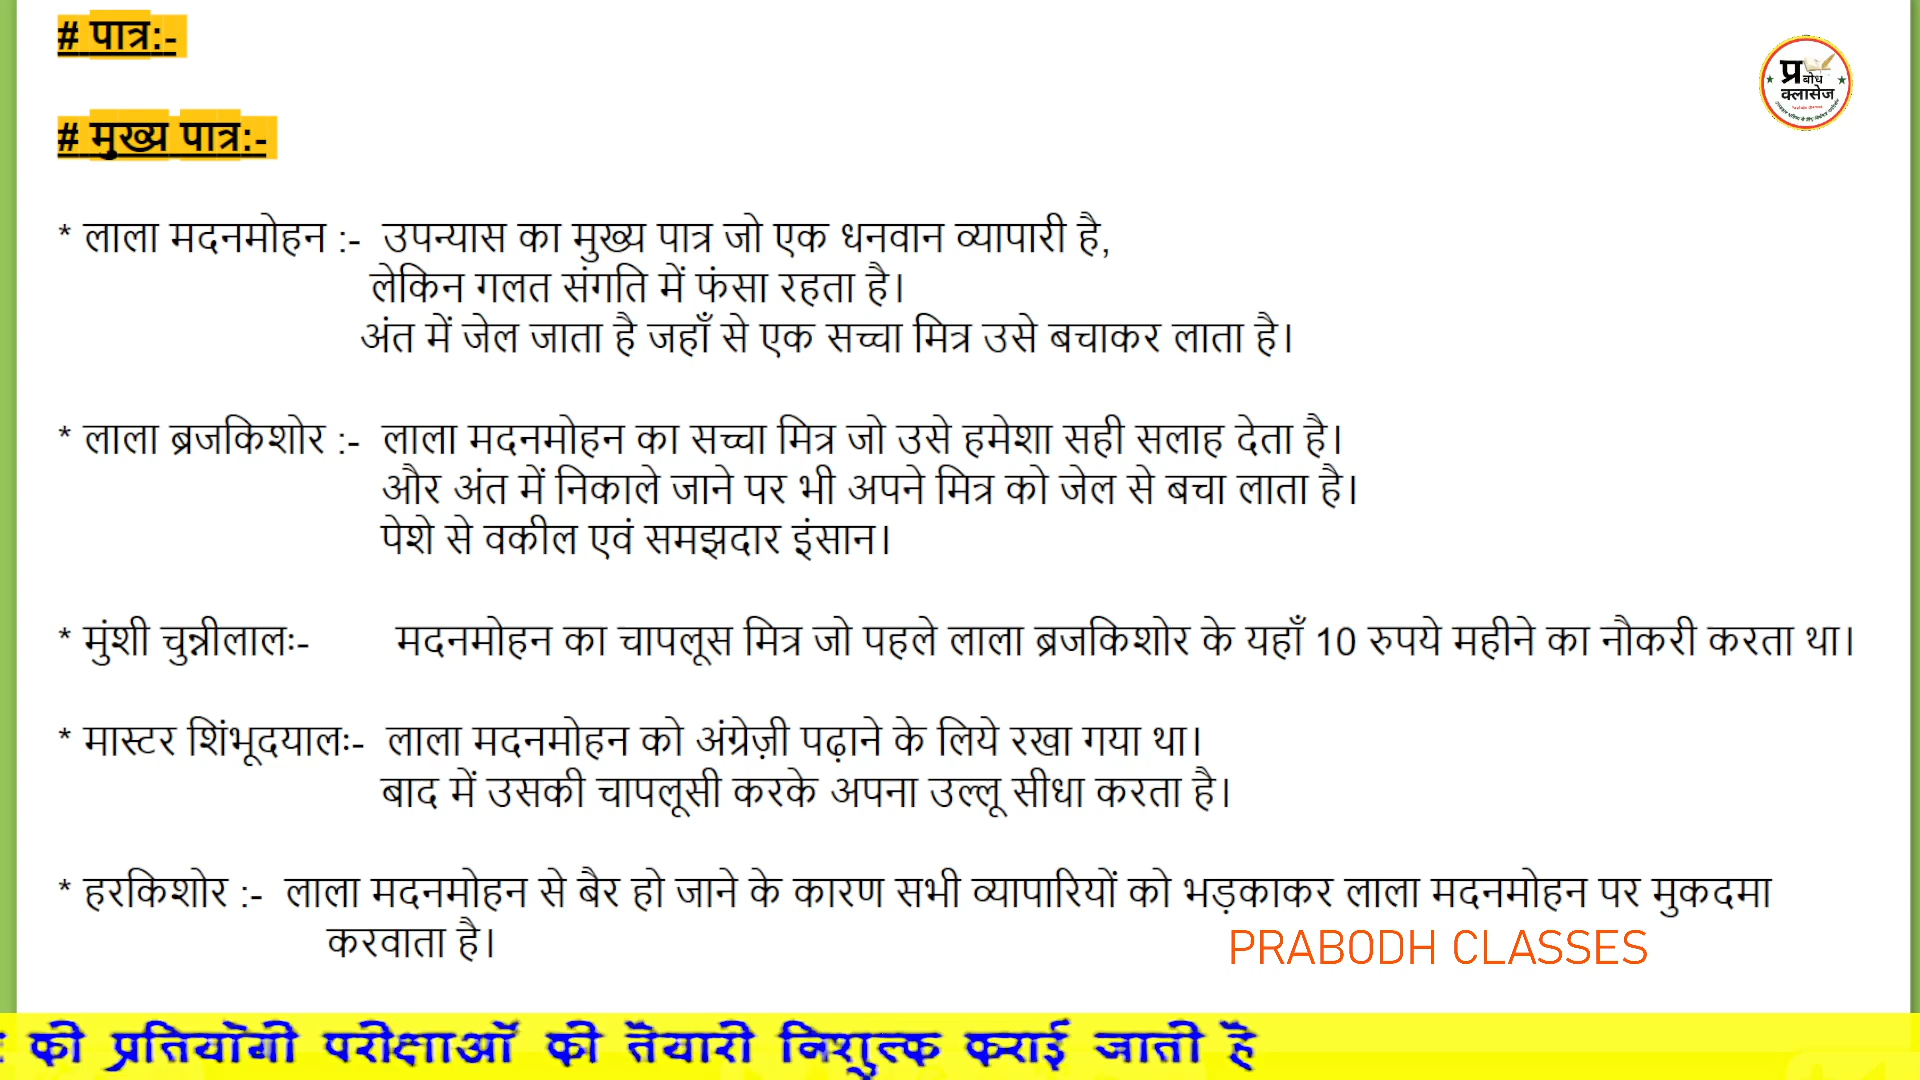 # पात्र:-
प्रबोध
क्लासेज
# मुख्य पात्र:-
* लाला मदनमोहन :- उपन्यास का मुख्य पात्र जो एक धनवान व्यापारी है,
लेकिन गलत संगति में फंसा रहता है।
अंत में जेल जाता है जहाँ से एक सच्चा मित्र उसे बचाकर लाता है।
* लाला ब्रजकिशोर :- लाला मदनमोहन का सच्चा मित्र जो उसे हमेशा सही सलाह देता है।
और अंत में निकाले जाने पर भी अपने मित्र को जेल से बचा लाता है।
पेशे से वकील एवं समझदार इंसान।
* मुंशी चुन्नीलालः- मदनमोहन का चापलूस मित्र जो पहले लाला ब्रजकिशोर के यहाँ 10 रुपये महीने का नौकरी करता था।
* मास्टर शिंभूदयालः- लाला मदनमोहन को अंग्रेज़ी पढ़ाने के लिये रखा गया था।
बाद में उसकी चापलूसी करके अपना उल्लू सीधा करता है।
* हरकिशोर :- लाला मदनमोहन से बैर हो जाने के कारण सभी व्यापारियों को भड़काकर लाला मदनमोहन पर मुकदमा
करवाता है।
PRABODH CLASSES
की प्रतियोगी परीक्षाओं की तैयारी निशुल्क कराई जाती है